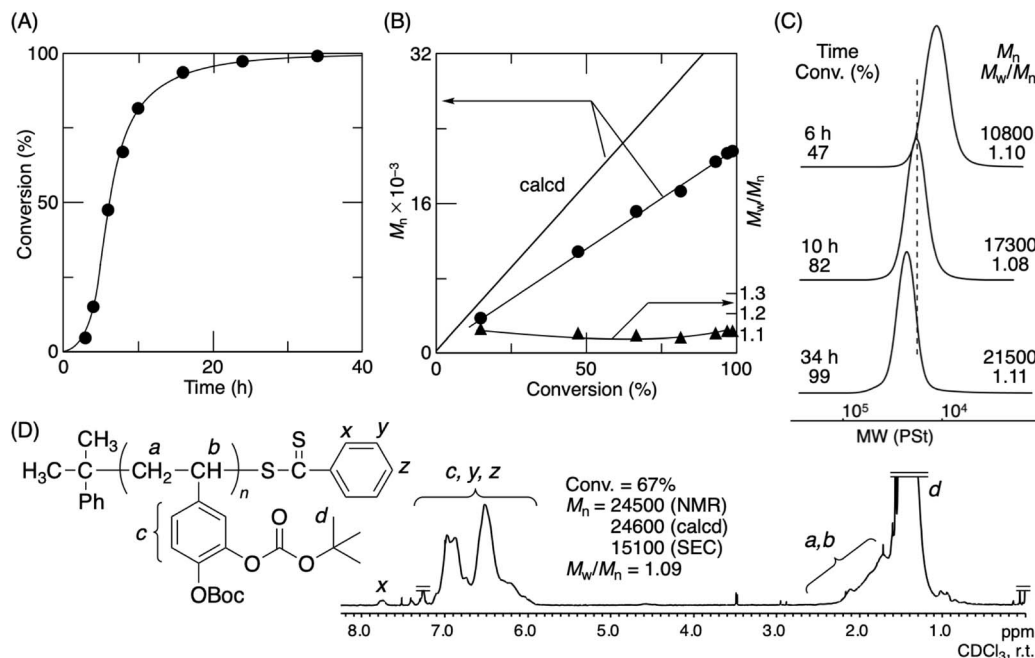 (A)
100
50
0
0
20
40
Conversion (%)
Time (h)
(B)
32
16
0
0
50
100
Mn × 10−3
calcd
Mw/Mn
1.3
1.2
1.1
Conversion (%)
(C)
Time
Conv. (%)
Mn
Mw/Mn
6 h
47
10800
1.10
10 h
82
17300
1.08
34 h
99
21500
1.11
10⁵
10⁴
MW (PSt)
(D)
CH3
H3C
C
Ph
a
CH2
b
n
S
S
C
x
y
z
c
O
O
O
d
OBoc
c, y, z
Conv. = 67%
Mn = 24500 (NMR)
24600 (calcd)
15100 (SEC)
Mw/Mn = 1.09
x
a,b
d
8.0
7.0
6.0
5.0
4.0
3.0
2.0
1.0
ppm
CDCl3, r.t.